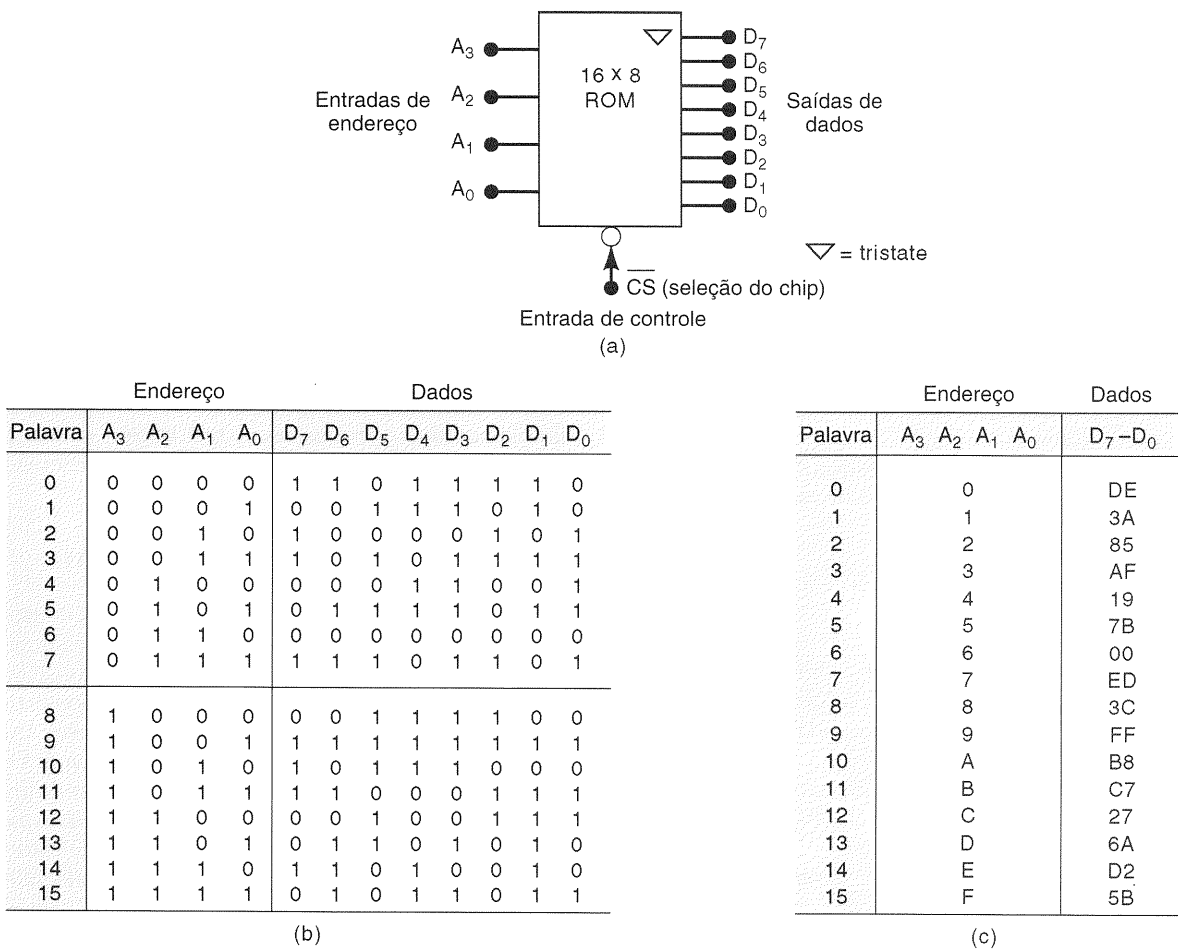 A3 D7
D6
16 X 8
ROM
Entradas de
endereço
A2 D5
D4
Saídas de
dados
A1 D3
D2
A0 D1
D0
▽ = tristate
CS (seleção do chip)
Entrada de controle
(a)
Endereço Dados
Palavra A3 A2 A1 A0 D7 D6 D5 D4 D3 D2 D1 D0
0 0 0 0 0 1 1 0 1 1 1 1 0
1 0 0 0 1 0 0 1 1 1 0 1 0
2 0 0 1 0 1 0 0 0 0 1 0 1
3 0 0 1 1 1 0 1 0 1 1 1 1
4 0 1 0 0 0 0 0 1 1 0 0 1
5 0 1 0 1 0 1 1 1 1 0 1 1
6 0 1 1 0 0 0 0 0 0 0 0 0
7 0 1 1 1 1 1 1 0 1 1 0 1
8 1 0 0 0 0 0 1 1 1 1 0 0
9 1 0 0 1 1 1 1 1 1 1 1 1
10 1 0 1 0 1 0 1 1 1 0 0 0
11 1 0 1 1 1 1 0 0 0 1 1 1
12 1 1 0 0 0 0 1 0 0 1 1 1
13 1 1 0 1 0 1 1 0 1 0 1 0
14 1 1 1 0 1 1 0 1 0 0 1 0
15 1 1 1 1 0 1 0 1 1 0 1 1
(b)
Endereço Dados
Palavra A3 A2 A1 A0 D7–D0
0 0 DE
1 1 3A
2 2 85
3 3 AF
4 4 19
5 5 7B
6 6 00
7 7 ED
8 8 3C
9 9 FF
10 A B8
11 B C7
12 C 27
13 D 6A
14 E D2
15 F 5B
(c)